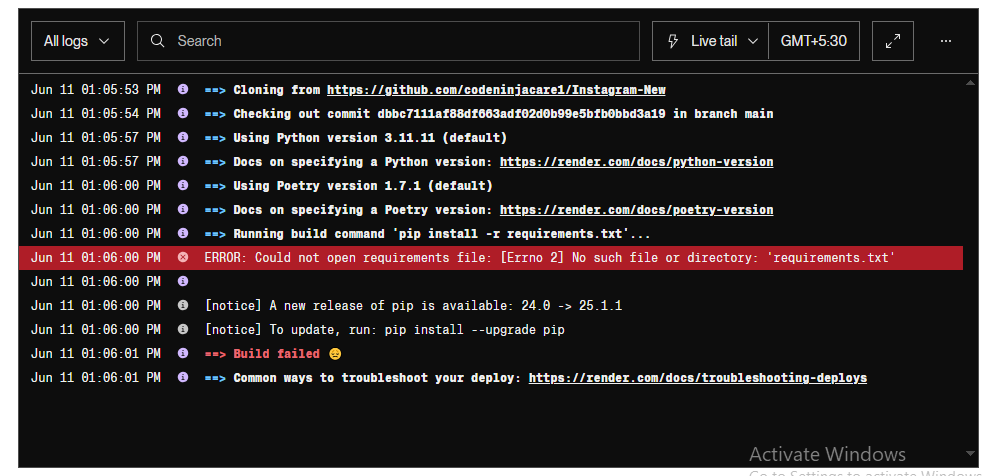 All logs
Search
Live tail
GMT+5:30
...
Jun 11 01:05:53 PM ==> Cloning from https://github.com/codeninjacare1/Instagram-New
Jun 11 01:05:54 PM ==> Checking out commit dbbc7111af88df663adf02d0b99e5bfb0bbd3a19 in branch main
Jun 11 01:05:57 PM ==> Using Python version 3.11.11 (default)
Jun 11 01:05:57 PM ==> Docs on specifying a Python version: https://render.com/docs/python-version
Jun 11 01:06:00 PM ==> Using Poetry version 1.7.1 (default)
Jun 11 01:06:00 PM ==> Docs on specifying a Poetry version: https://render.com/docs/poetry-version
Jun 11 01:06:00 PM ==> Running build command 'pip install -r requirements.txt'...
Jun 11 01:06:00 PM ERROR: Could not open requirements file: [Errno 2] No such file or directory: 'requirements.txt'
Jun 11 01:06:00 PM
Jun 11 01:06:00 PM [notice] A new release of pip is available: 24.0 -> 25.1.1
Jun 11 01:06:00 PM [notice] To update, run: pip install --upgrade pip
Jun 11 01:06:01 PM ==> Build failed 😞
Jun 11 01:06:01 PM ==> Common ways to troubleshoot your deploy: https://render.com/docs/troubleshooting-deploys
Activate Windows
Go to Settings to activate Windows